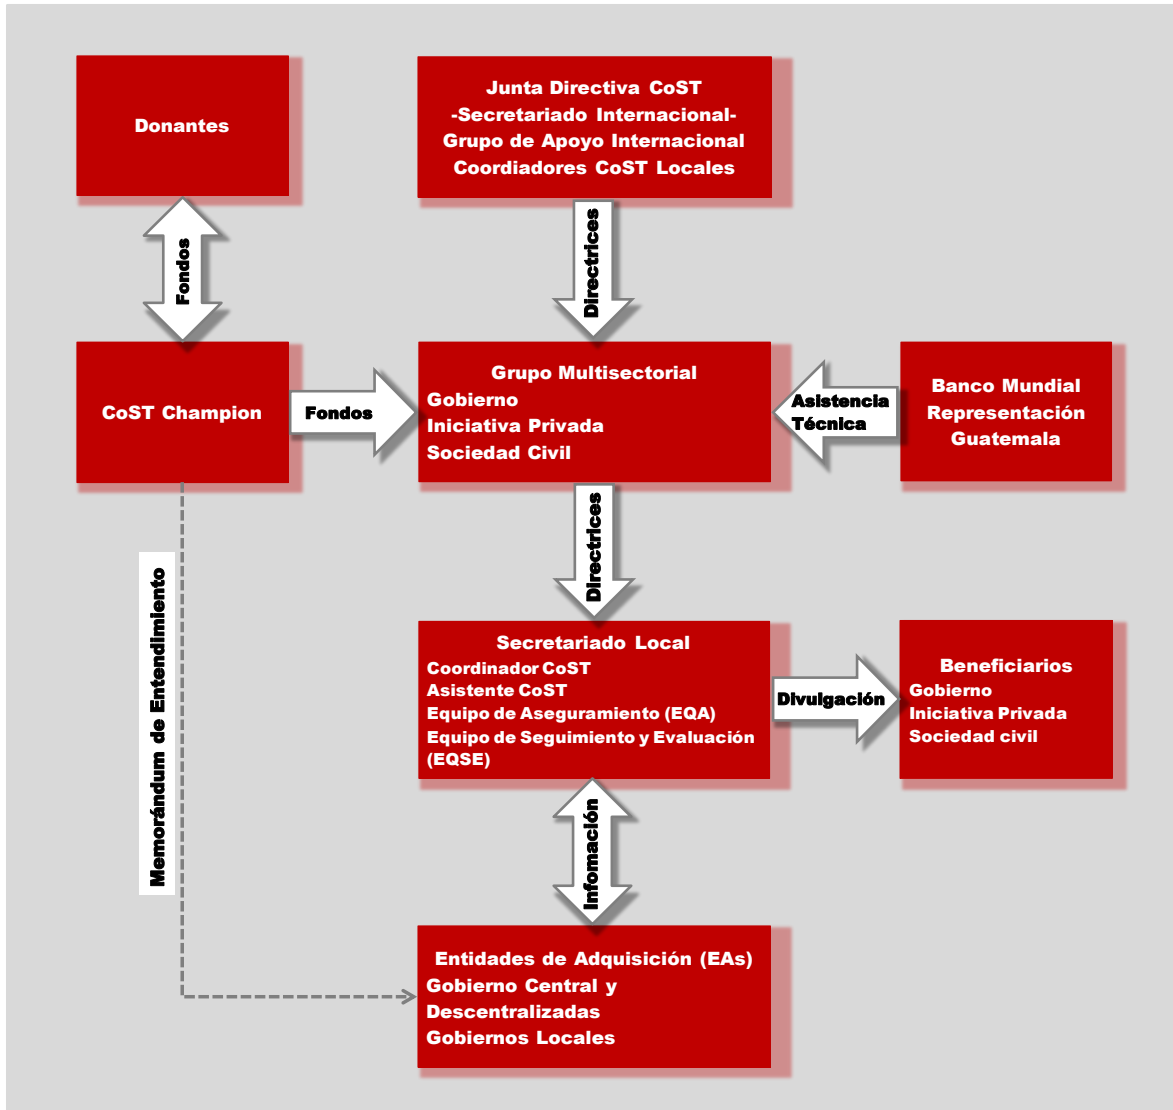 Donantes
Junta Directiva CoST
-Secretariado Internacional-
Grupo de Apoyo Internacional
Coordiadores CoST Locales
Fondos
Directrices
CoST Champion
Fondos
Grupo Multisectorial
Gobierno
Iniciativa Privada
Sociedad Civil
Asistencia
Técnica
Banco Mundial
Representación
Guatemala
Directrices
Memorándum de Entendimiento
Secretariado Local
Coordinador CoST
Asistente CoST
Equipo de Aseguramiento (EQA)
Equipo de Seguimiento y Evaluación
(EQSE)
Divulgación
Beneficiarios
Gobierno
Iniciativa Privada
Sociedad civil
Infomación
Entidades de Adquisición (EAs)
Gobierno Central y
Descentralizadas
Gobiernos Locales